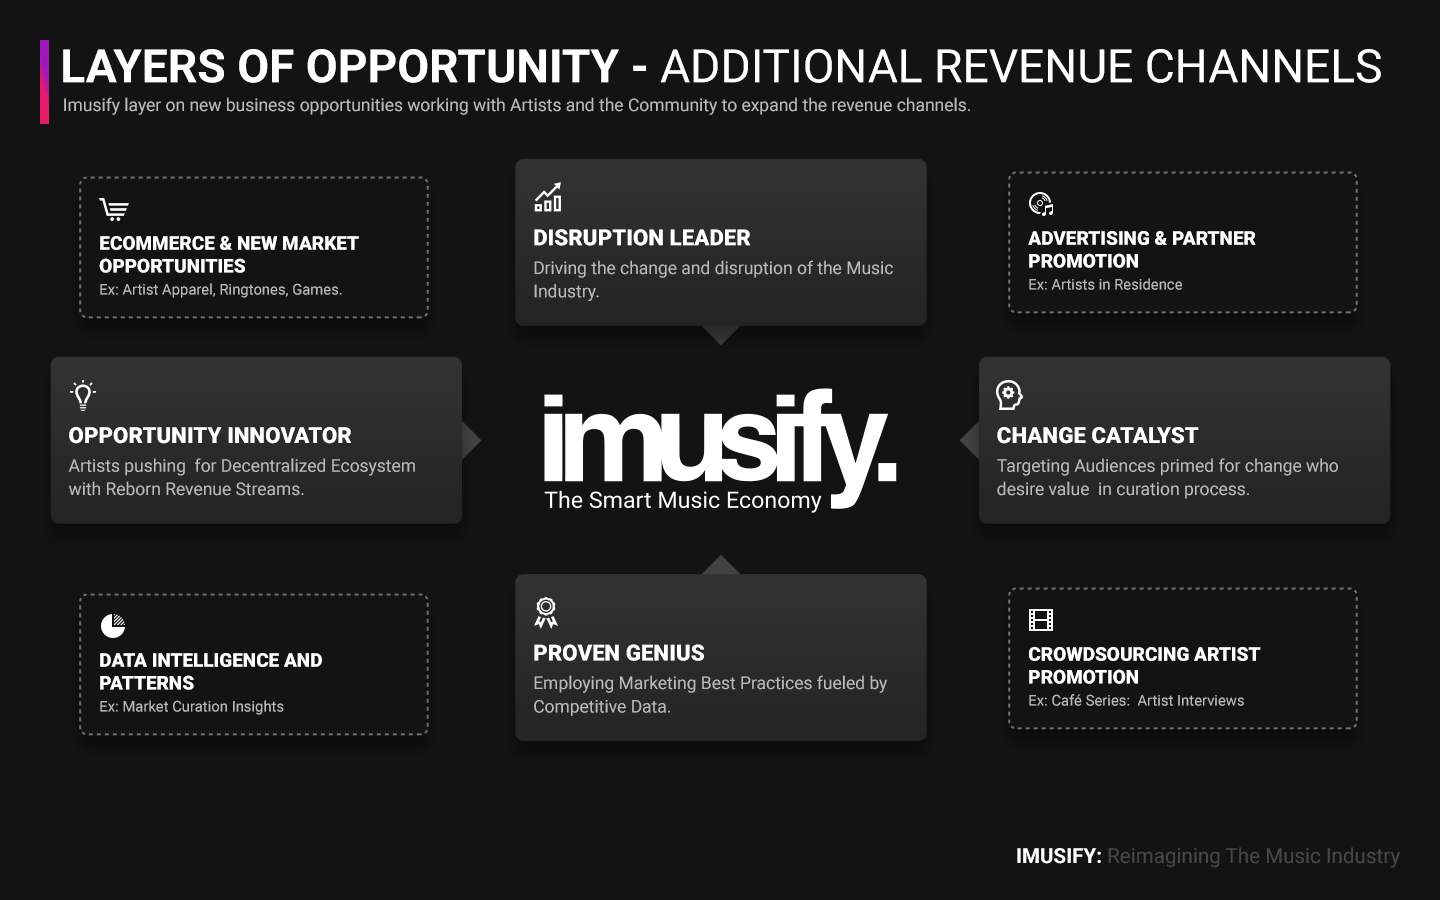 LAYERS OF OPPORTUNITY - ADDITIONAL REVENUE CHANNELS
Imusify layer on new business opportunities working with Artists and the Community to expand the revenue channels.
ECOMMERCE & NEW MARKET
OPPORTUNITIES
Ex: Artist Apparel, Ringtones, Games.
DISRUPTION LEADER
Driving the change and disruption of the Music
Industry.
ADVERTISING & PARTNER
PROMOTION
Ex: Artists in Residence
OPPORTUNITY INNOVATOR
Artists pushing  for Decentralized Ecosystem
with Reborn Revenue Streams.
imusify.
The Smart Music Economy
CHANGE CATALYST
Targeting Audiences primed for change who
desire value  in curation process.
DATA INTELLIGENCE AND
PATTERNS
Ex: Market Curation Insights
PROVEN GENIUS
Employing Marketing Best Practices fueled by
Competitive Data.
CROWDSOURCING ARTIST
PROMOTION
Ex: Café Series:  Artist Interviews
IMUSIFY: Reimagining The Music Industry